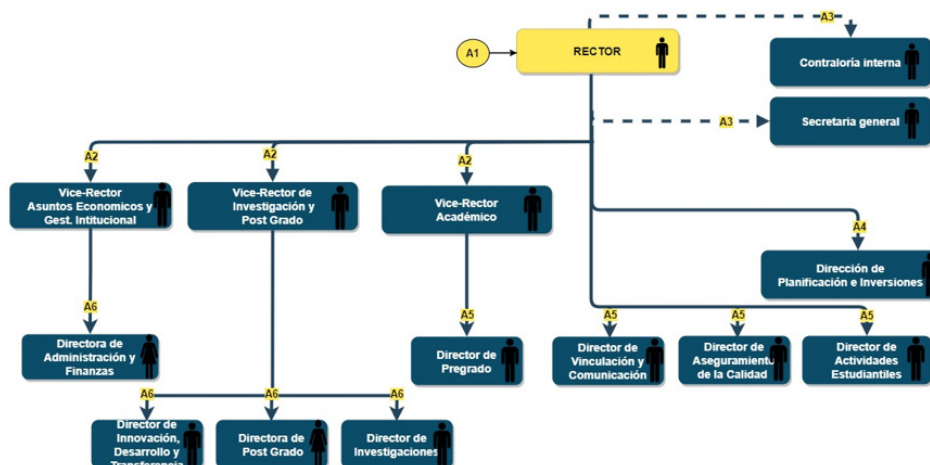 A3
A1
RECTOR
Contraloría interna
A3
Secretaria general
A2
A2
A2
Vice-Rector
Asuntos Economicos y
Gest. Intitucional
Vice-Rector de
Investigación y
Post Grado
Vice-Rector
Académico
A4
Dirección de
Planificación e Inversiones
A6
A5
A5
A5
A5
Directora de
Administración y
Finanzas
Director de
Pregrado
Director de
Vinculación y
Comunicación
Director de
Aseguramiento
de la Calidad
Director de
Actividades
Estudiantiles
A6
A6
A6
Director de
Innovación,
Desarrollo y
Transferencia
Directora de
Post Grado
Director de
Investigaciones